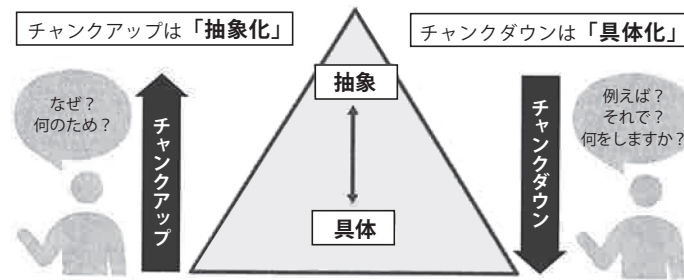 チャンクアップは「抽象化」
チャンクダウンは「具体化」
なぜ？
何のため？
チャンクアップ
抽象
具体
チャンクダウン
例えば？
それで？
何をしますか？